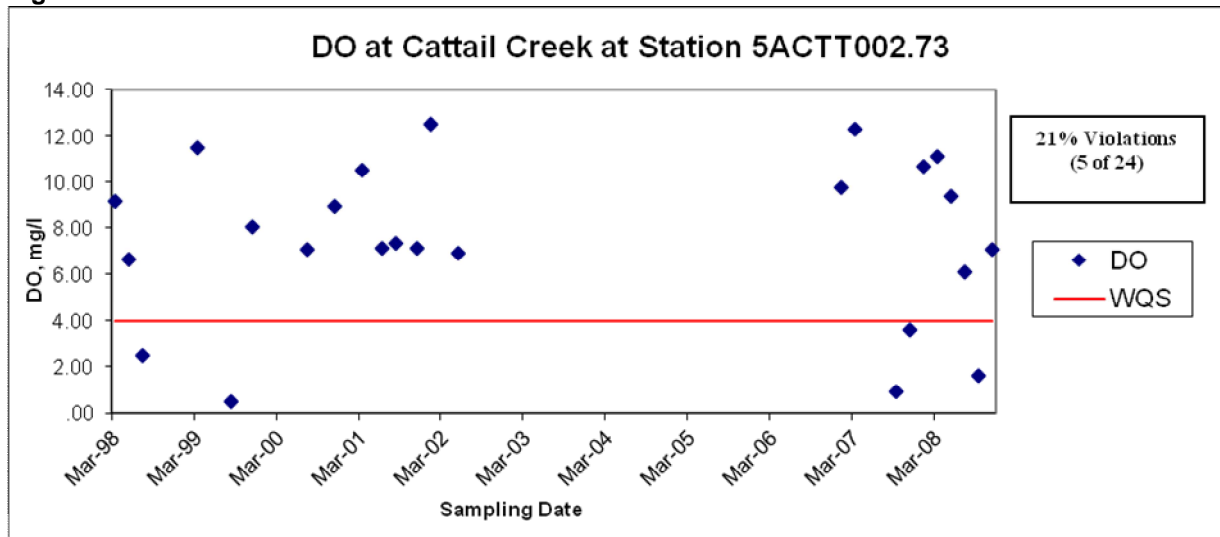 DO at Cattail Creek at Station 5ACTT002.73
14.00
12.00
10.00
8.00
6.00
4.00
2.00
.00
DO, mg/l
Mar-98
Mar-99
Mar-00
Mar-01
Mar-02
Mar-03
Mar-04
Mar-05
Mar-06
Mar-07
Mar-08
Sampling Date
21% Violations
(5 of 24)
DO
WQS